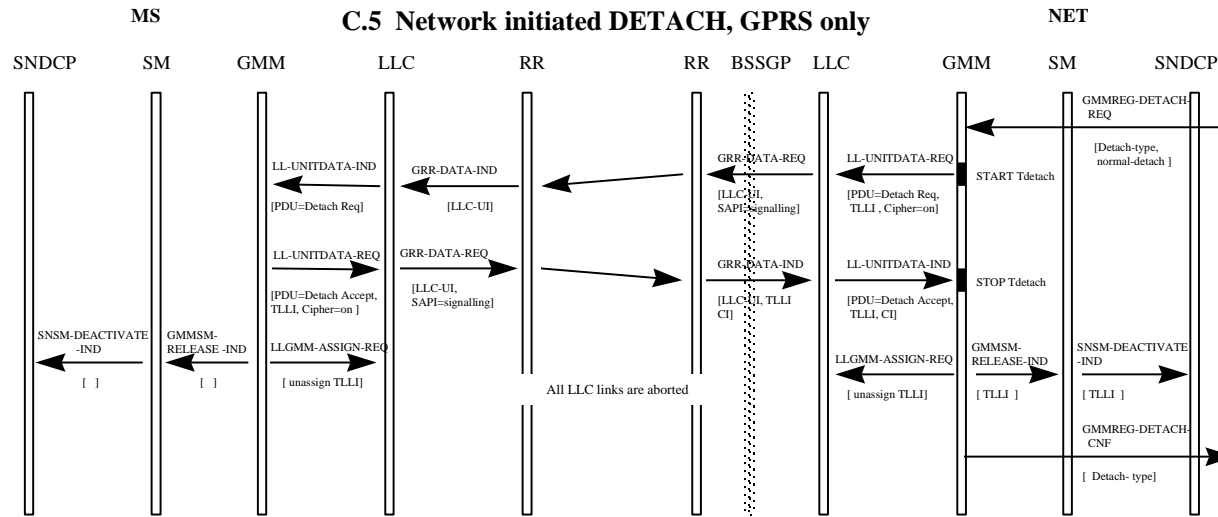 MS
C.5 Network initiated DETACH, GPRS only
NET
SNDCP SM GMM LLC RR RR BSSGP LLC GMM SM SNDCP
GMMREG-DETACH-
REQ
[Detach-type,
normal-detach ]
LL-UNITDATA-IND
[PDU=Detach Req]
GRR-DATA-IND
[LLC-UI]
GRR-DATA-REQ
[LLC-UI,
SAPI=signalling]
LL-UNITDATA-REQ
[PDU=Detach Req,
TLLI , Cipher=on]
START Tdetach
LL-UNITDATA-REQ
[PDU=Detach Accept,
TLLI, Cipher=on ]
GRR-DATA-REQ
[LLC-UI,
SAPI=signalling]
GRR-DATA-IND
[LLC-UI, TLLI
CI]
LL-UNITDATA-IND
[PDU=Detach Accept,
TLLI, CI]
STOP Tdetach
SNSM-DEACTIVATE
-IND
[ ]
GMMSM-
RELEASE -IND
[ ]
LLGMM-ASSIGN-REQ
[ unassign TLLI]
All LLC links are aborted
LLGMM-ASSIGN-REQ
[ unassign TLLI]
GMMSM-
RELEASE-IND
[ TLLI ]
SNSM-DEACTIVATE
-IND
[ TLLI ]
GMMREG-DETACH-
CNF
[ Detach- type]